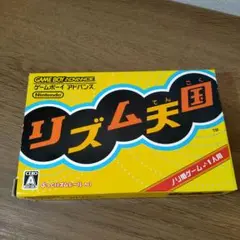 GAME BOY ADVANCE
ゲームボーイ アドバンス
Nintendo
リズム天国
てん ごく
TM
ノリ感ゲーム♪1人用
CERO
A